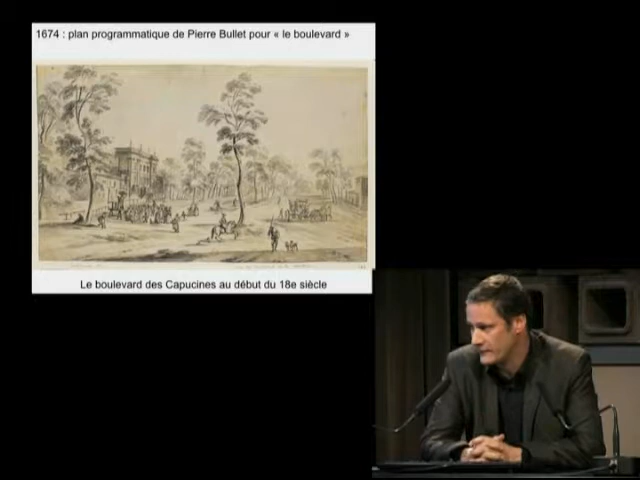 1674 : plan programmatique de Pierre Bullet pour « le boulevard »
Le boulevard des Capucines au début du 18e siècle